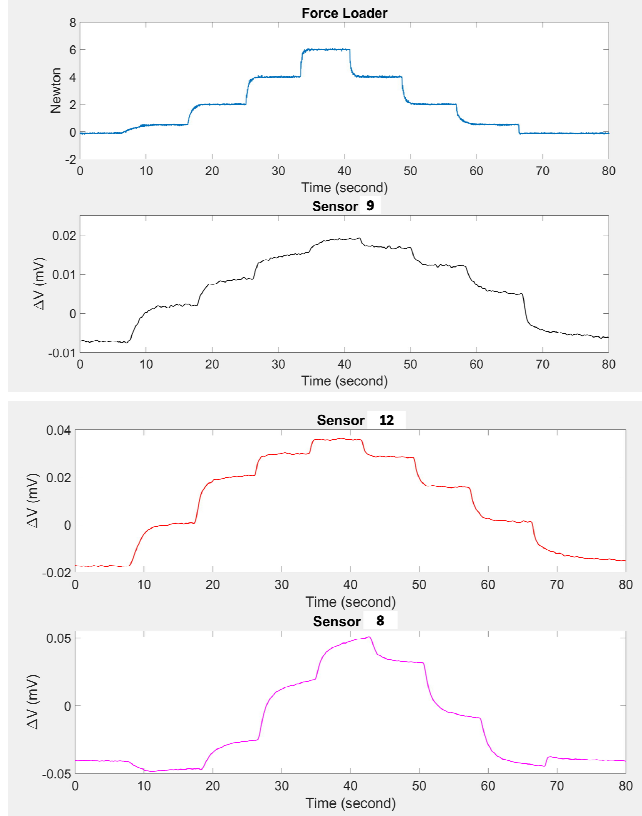 Force Loader
8
6
4
2
0
-2
Newton
0 10 20 30 40 50 60 70 80
Time (second)
Sensor 9
0.02
0.01
0
-0.01
ΔV (mV)
0 10 20 30 40 50 60 70 80
Time (second)
Sensor 12
0.04
0.02
0
-0.02
ΔV (mV)
0 10 20 30 40 50 60 70 80
Time (second)
Sensor 8
0.05
0
-0.05
ΔV (mV)
0 10 20 30 40 50 60 70 80
Time (second)